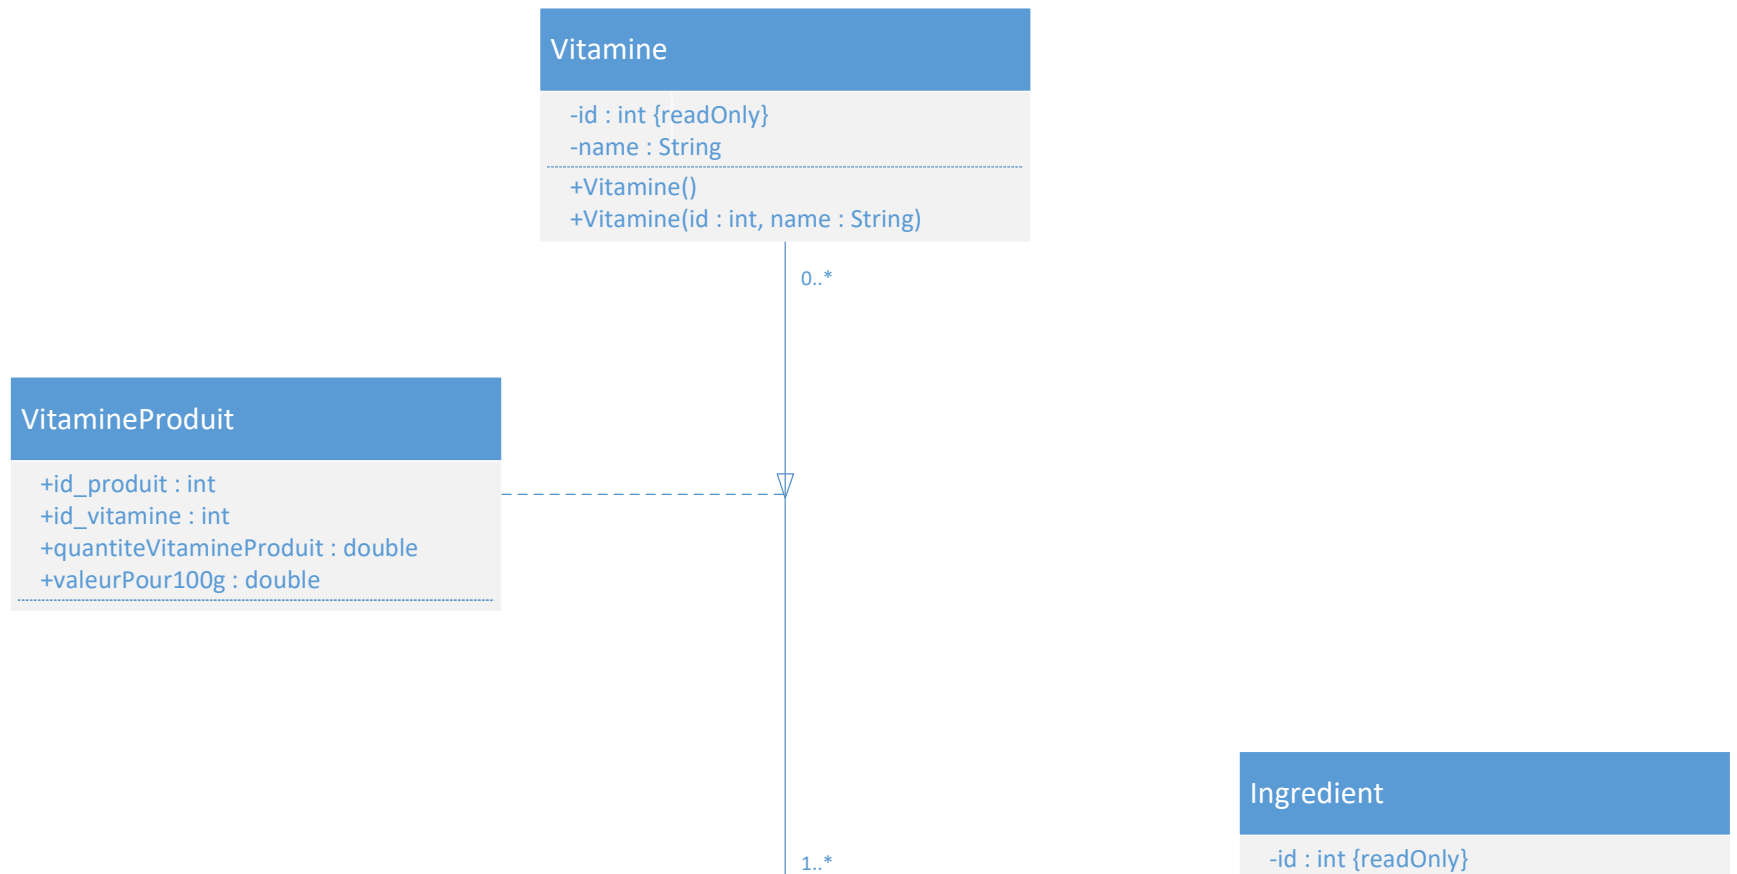 Vitamine
-id : int {readOnly}
-name : String
+Vitamine()
+Vitamine(id : int, name : String)
0..*
VitamineProduit
+id_produit : int
+id_vitamine : int
+quantiteVitamineProduit : double
+valeurPour100g : double
1..*
Ingredient
-id : int {readOnly}